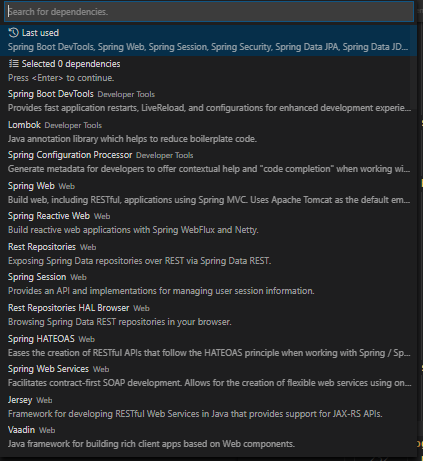 Search for dependencies.
Last used
Spring Boot DevTools, Spring Web, Spring Session, Spring Security, Spring Data JPA, Spring Data JD...
Selected 0 dependencies
Press <Enter> to continue.
Spring Boot DevTools Developer Tools
Provides fast application restarts, LiveReload, and configurations for enhanced development experie...
Lombok Developer Tools
Java annotation library which helps to reduce boilerplate code.
Spring Configuration Processor Developer Tools
Generate metadata for developers to offer contextual help and "code completion" when working wi...
Spring Web Web
Build web, including RESTful, applications using Spring MVC. Uses Apache Tomcat as the default em...
Spring Reactive Web Web
Build reactive web applications with Spring WebFlux and Netty.
Rest Repositories Web
Exposing Spring Data repositories over REST via Spring Data REST.
Spring Session Web
Provides an API and implementations for managing user session information.
Rest Repositories HAL Browser Web
Browsing Spring Data REST repositories in your browser.
Spring HATEOAS Web
Eases the creation of RESTful APIs that follow the HATEOAS principle when working with Spring / Sp...
Spring Web Services Web
Facilitates contract-first SOAP development. Allows for the creation of flexible web services using on...
Jersey Web
Framework for developing RESTful Web Services in Java that provides support for JAX-RS APIs.
Vaadin Web
Java framework for building rich client apps based on Web components.